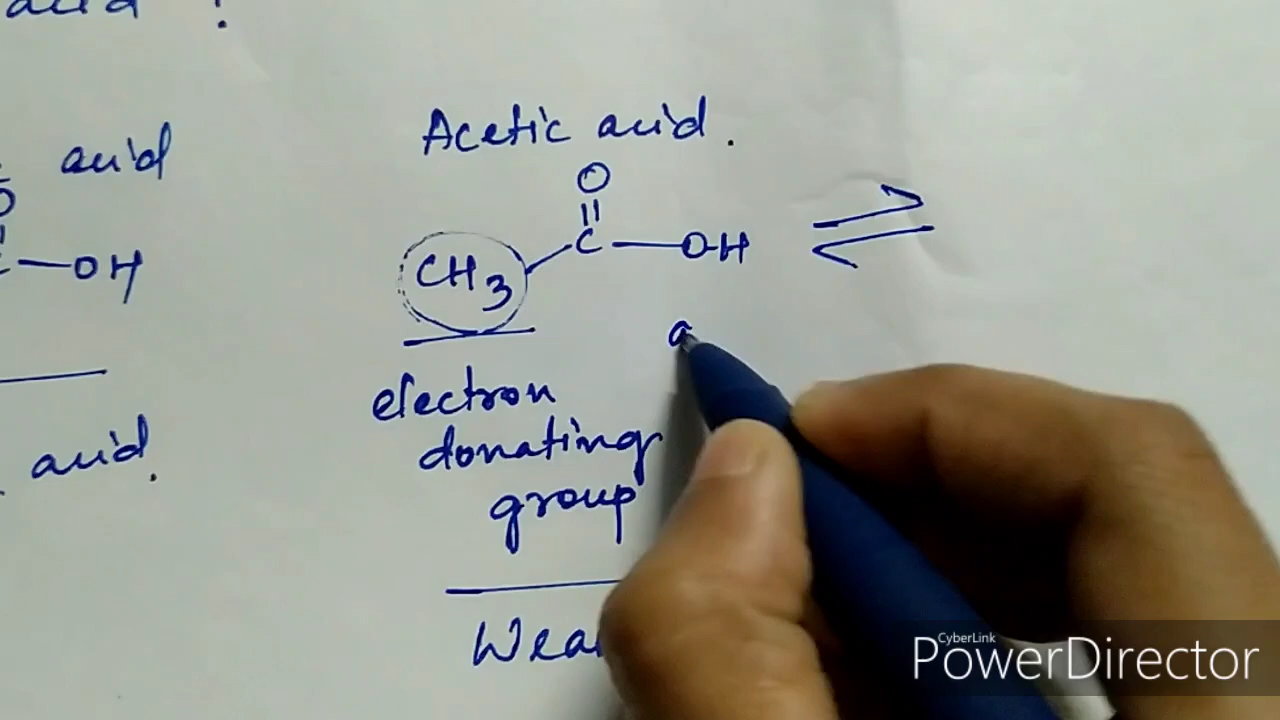 acid ?
acid
O
C—OH
acid.
Acetic acid.
O
||
CH3—C—OH ⇌
a
electron
donating
group
Wea
CyberLink
PowerDirector